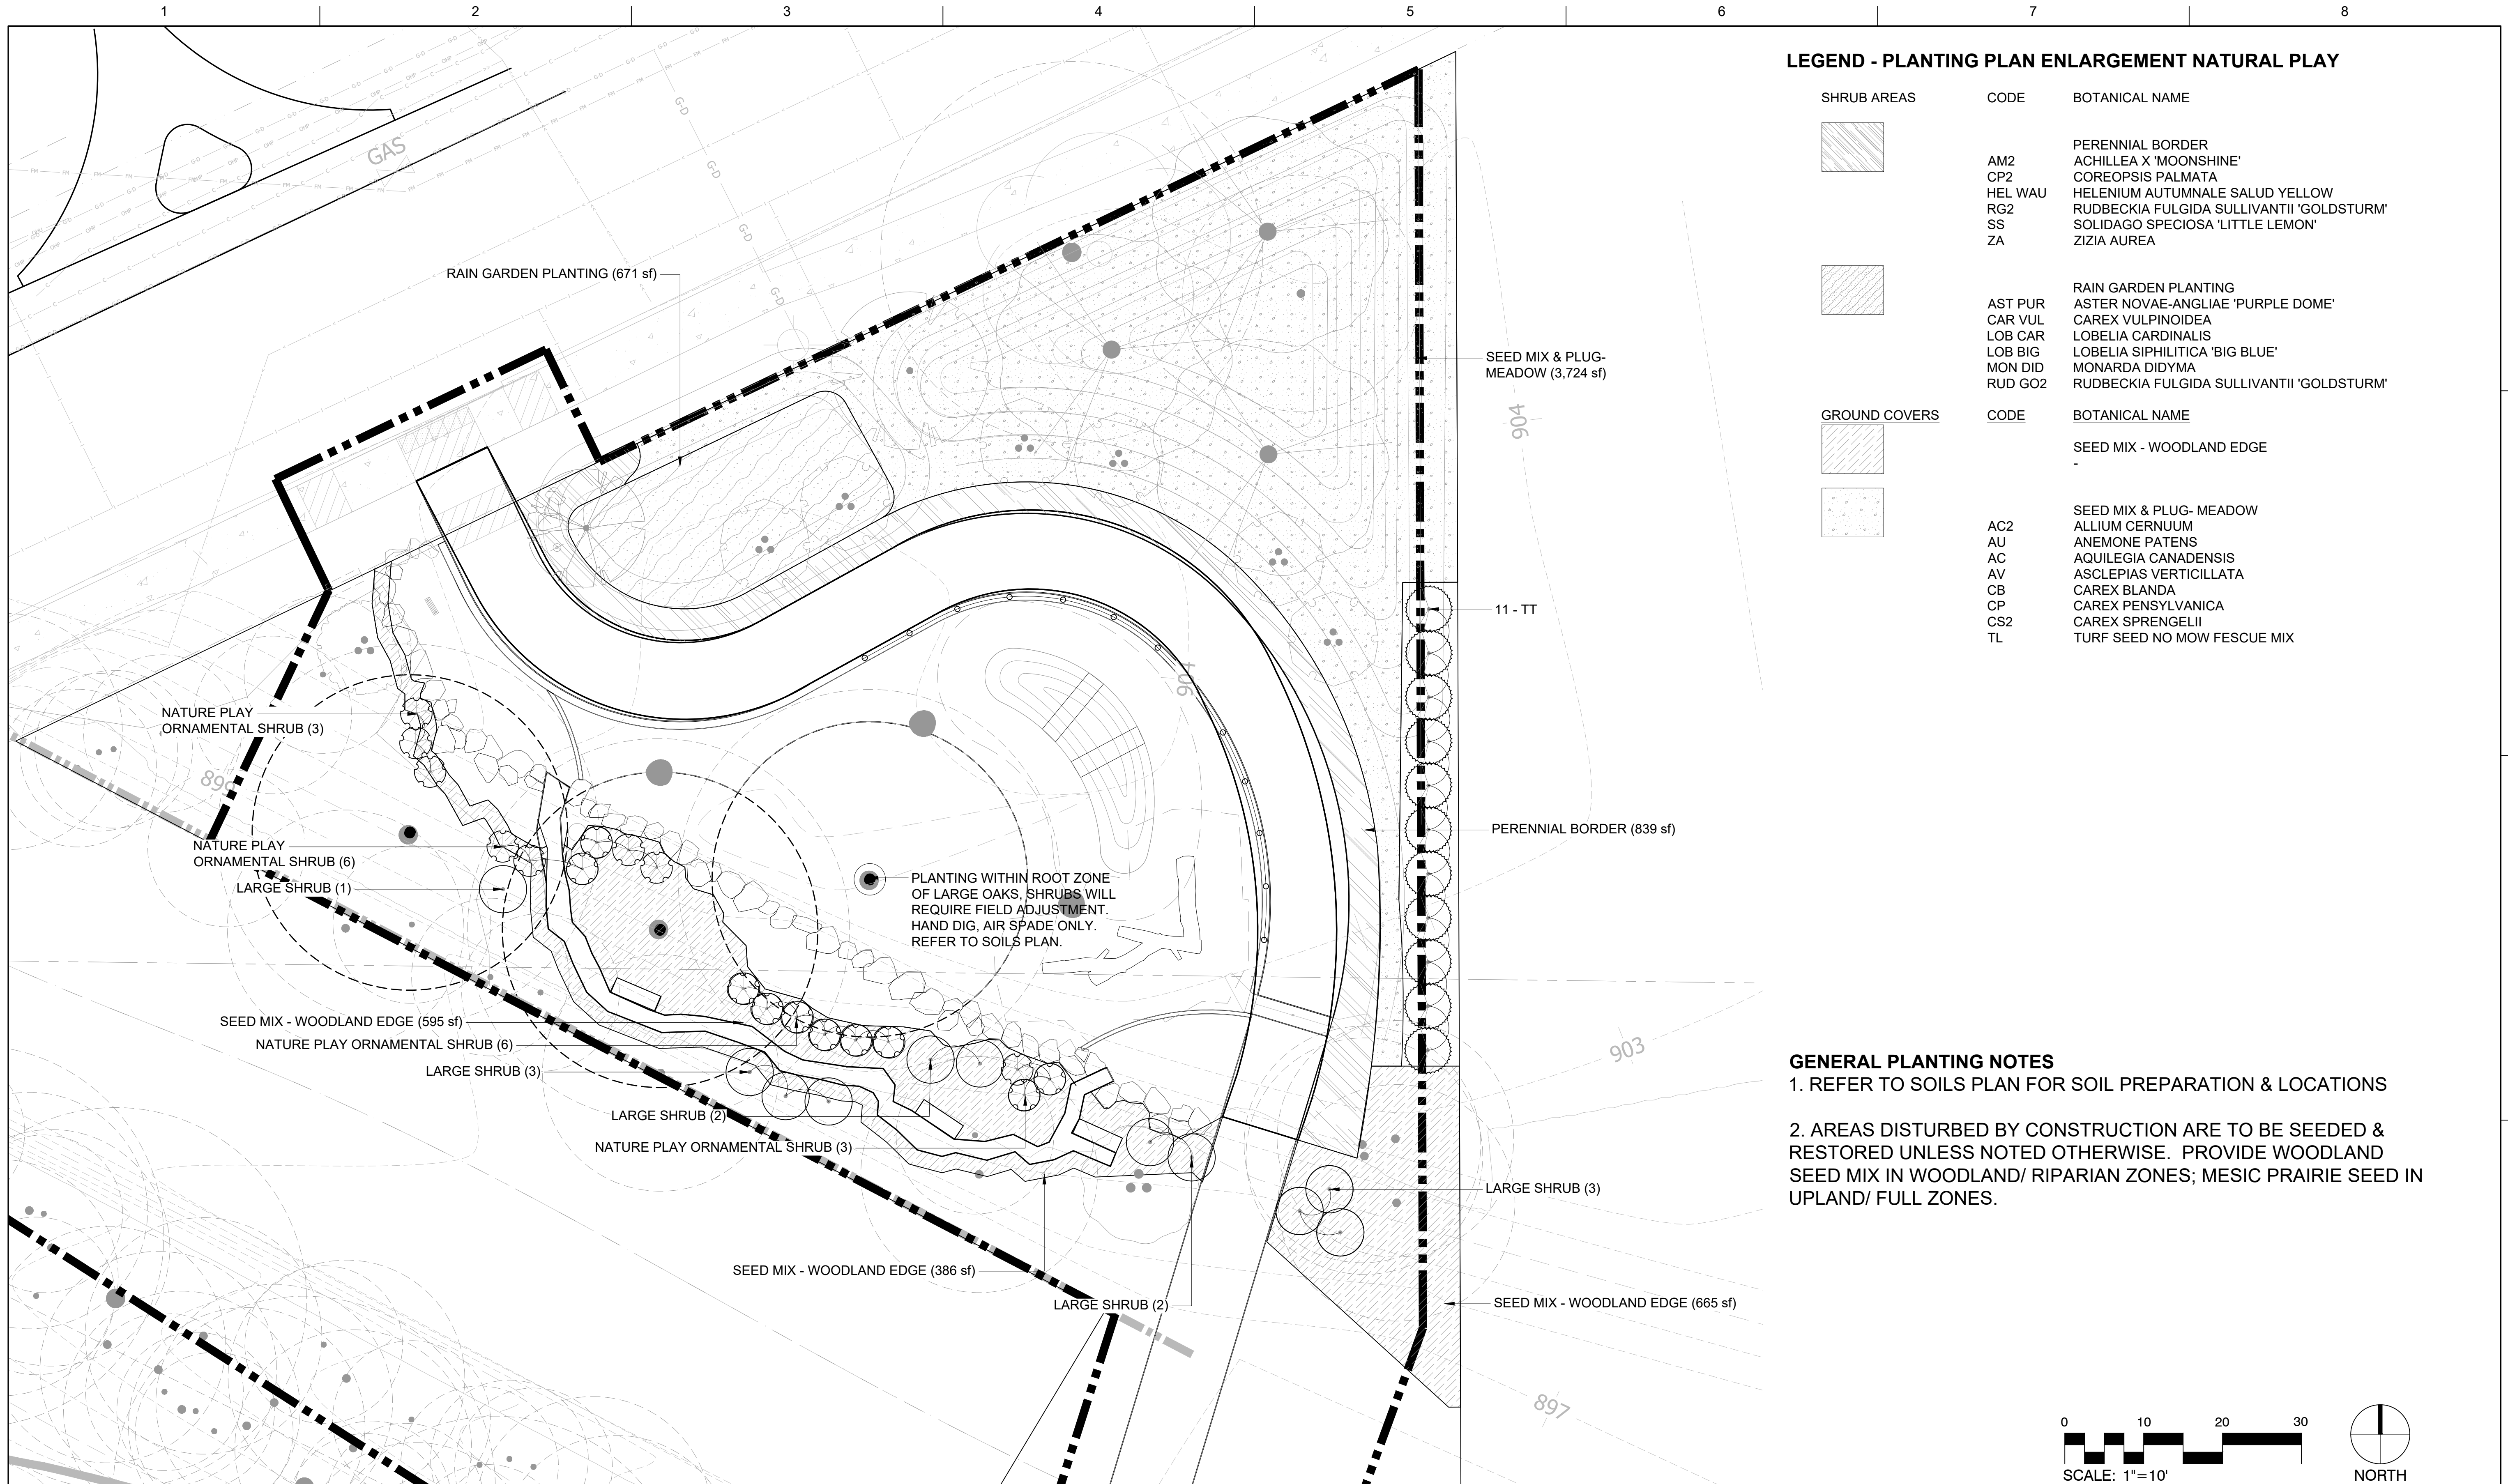 1 2 3 4 5 6 7 8
LEGEND - PLANTING PLAN ENLARGEMENT NATURAL PLAY
SHRUB AREAS CODE BOTANICAL NAME
PERENNIAL BORDER
AM2 ACHILLEA X 'MOONSHINE'
CP2 COREOPSIS PALMATA
HEL WAU HELENIUM AUTUMNALE SALUD YELLOW
RG2 RUDBECKIA FULGIDA SULLIVANTII 'GOLDSTURM'
SS SOLIDAGO SPECIOSA 'LITTLE LEMON'
ZA ZIZIA AUREA
RAIN GARDEN PLANTING
AST PUR ASTER NOVAE-ANGLIAE 'PURPLE DOME'
CAR VUL CAREX VULPINOIDEA
LOB CAR LOBELIA CARDINALIS
LOB BIG LOBELIA SIPHILITICA 'BIG BLUE'
MON DID MONARDA DIDYMA
RUD GO2 RUDBECKIA FULGIDA SULLIVANTII 'GOLDSTURM'
GROUND COVERS CODE BOTANICAL NAME
SEED MIX - WOODLAND EDGE
-
SEED MIX & PLUG- MEADOW
AC2 ALLIUM CERNUUM
AU ANEMONE PATENS
AC AQUILEGIA CANADENSIS
AV ASCLEPIAS VERTICILLATA
CB CAREX BLANDA
CP CAREX PENSYLVANICA
CS2 CAREX SPRENGELII
TL TURF SEED NO MOW FESCUE MIX
GAS
G-D
G-D
G-D
G-D
RAIN GARDEN PLANTING (671 sf)
SEED MIX & PLUG-
MEADOW (3,724 sf)
904
11 - TT
904
NATURE PLAY
ORNAMENTAL SHRUB (3)
PERENNIAL BORDER (839 sf)
NATURE PLAY
ORNAMENTAL SHRUB (6)
LARGE SHRUB (1)
PLANTING WITHIN ROOT ZONE
OF LARGE OAKS, SHRUBS WILL
REQUIRE FIELD ADJUSTMENT.
HAND DIG, AIR SPADE ONLY.
REFER TO SOILS PLAN.
SEED MIX - WOODLAND EDGE (595 sf)
NATURE PLAY ORNAMENTAL SHRUB (6)
903
LARGE SHRUB (3)
LARGE SHRUB (2)
NATURE PLAY ORNAMENTAL SHRUB (3)
LARGE SHRUB (3)
SEED MIX - WOODLAND EDGE (386 sf)
LARGE SHRUB (2)
SEED MIX - WOODLAND EDGE (665 sf)
897
GENERAL PLANTING NOTES
1. REFER TO SOILS PLAN FOR SOIL PREPARATION & LOCATIONS
2. AREAS DISTURBED BY CONSTRUCTION ARE TO BE SEEDED &
RESTORED UNLESS NOTED OTHERWISE. PROVIDE WOODLAND
SEED MIX IN WOODLAND/ RIPARIAN ZONES; MESIC PRAIRIE SEED IN
UPLAND/ FULL ZONES.
0 10 20 30
SCALE: 1"=10'
NORTH